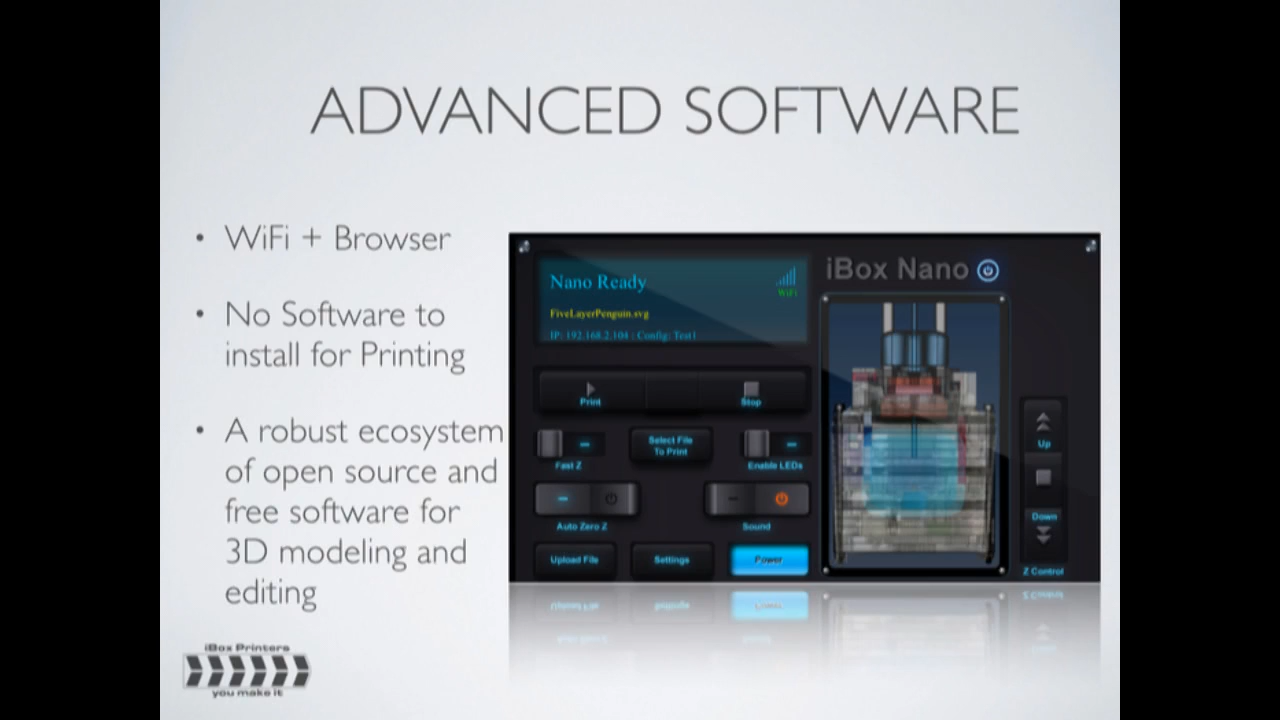 ADVANCED SOFTWARE
• WiFi + Browser
• No Software to
install for Printing
• A robust ecosystem
of open source and
free software for
3D modeling and
editing
iBox Printers
you make it
Nano Ready
WiFi
FiveLayerPenguin.svg
IP: 192.168.2.104 : Config: Test1
iBox Nano
Print
Stop
Fast Z
Select File
To Print
Enable LEDs
Auto Zero Z
Sound
Upload File
Settings
Power
Up
Down
Z Control